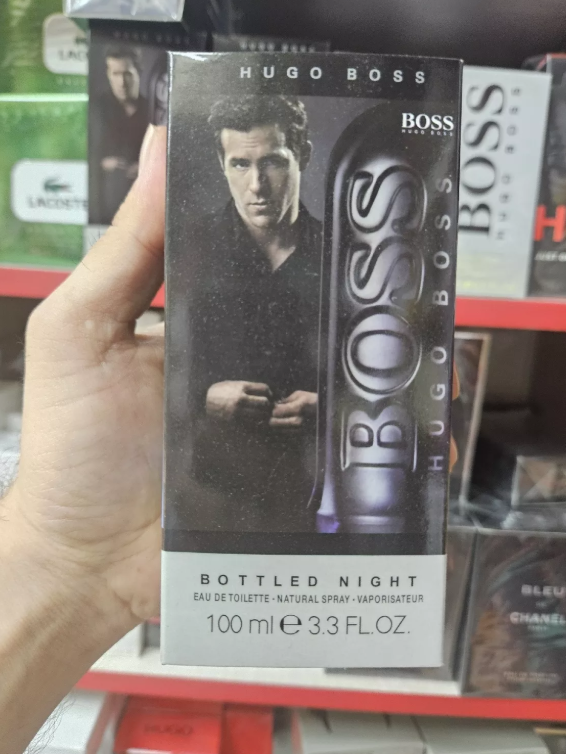 HUGO BOSS
BOSS
HUGO BOSS
BOSS
HUGO BOSS
BOTTLED NIGHT
EAU DE TOILETTE • NATURAL SPRAY • VAPORISATEUR
100 ml e 3.3 FL.OZ.
LACOSTE
BOSS
HUGO BOSS
BLEU
CHANEL